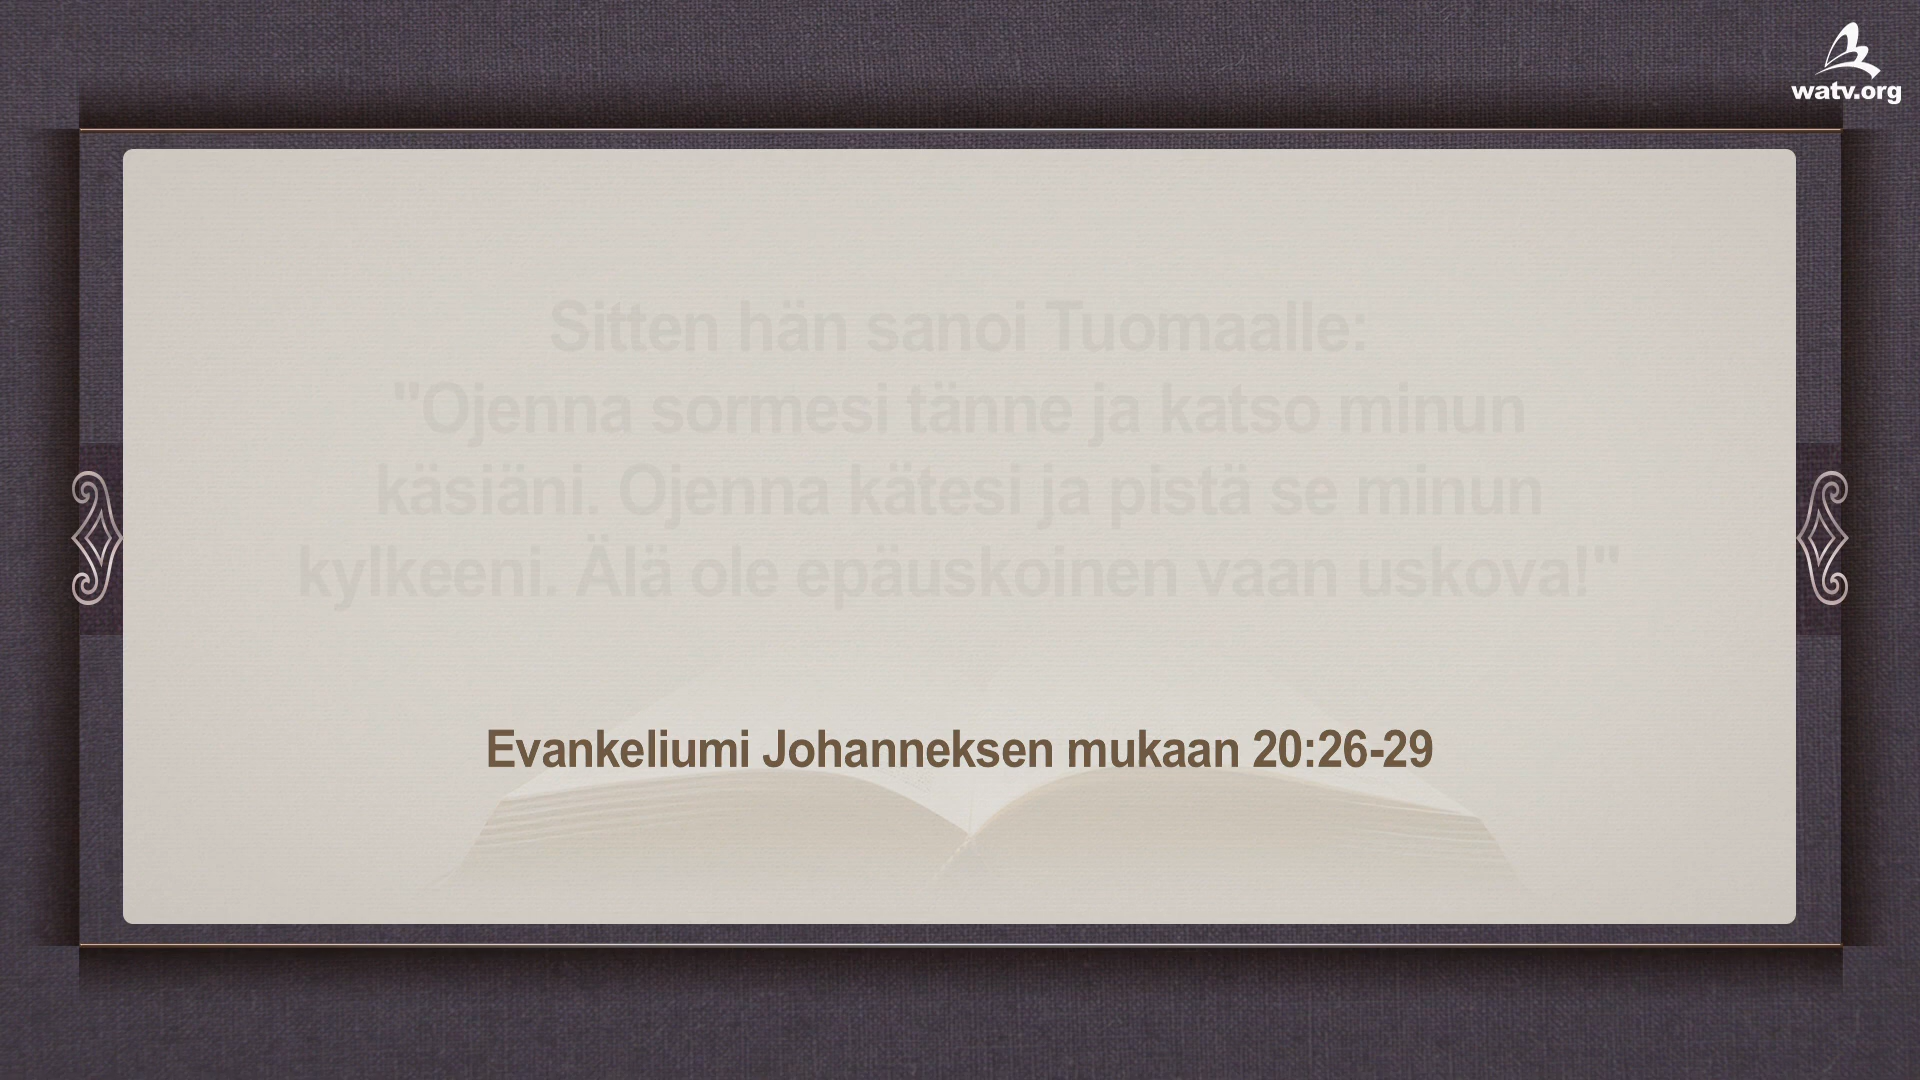 watv.org
Sitten hän sanoi Tuomaalle:
"Ojenna sormesi tänne ja katso minun
käsiäni. Ojenna kätesi ja pistä se minun
kylkeeni. Älä ole epäuskoinen vaan uskova!"
Evankeliumi Johanneksen mukaan 20:26-29